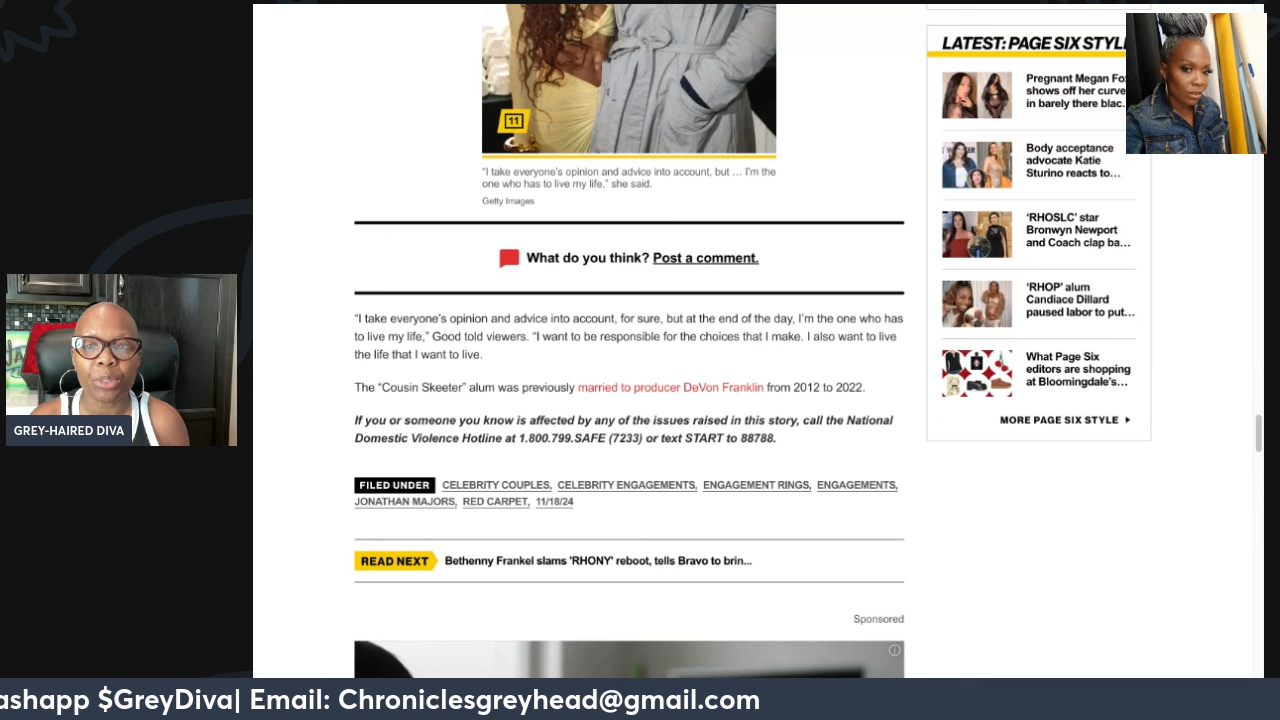 11
"I take everyone's opinion and advice into account, but … I'm the
one who has to live my life," she said.
Getty Images
What do you think? Post a comment.
"I take everyone's opinion and advice into account, for sure, but at the end of the day, I'm the one who has
to live my life," Good told viewers. "I want to be responsible for the choices that I make. I also want to live
the life that I want to live.
The "Cousin Skeeter" alum was previously married to producer DeVon Franklin from 2012 to 2022.
If you or someone you know is affected by any of the issues raised in this story, call the National
Domestic Violence Hotline at 1.800.799.SAFE (7233) or text START to 88788.
FILED UNDER CELEBRITY COUPLES, CELEBRITY ENGAGEMENTS, ENGAGEMENT RINGS, ENGAGEMENTS,
JONATHAN MAJORS, RED CARPET, 11/18/24
READ NEXT Bethenny Frankel slams 'RHONY' reboot, tells Bravo to brin...
Sponsored
LATEST: PAGE SIX STYL
Pregnant Megan Fo
shows off her curve
in barely there blac...
Body acceptance
advocate Katie
Sturino reacts to...
'RHOSLC' star
Bronwyn Newport
and Coach clap ba...
'RHOP' alum
Candiace Dillard
paused labor to put...
What Page Six
editors are shopping
at Bloomingdale's...
MORE PAGE SIX STYLE
GREY-HAIRED DIVA
ashapp $GreyDiva| Email: Chroniclesgreyhead@gmail.com